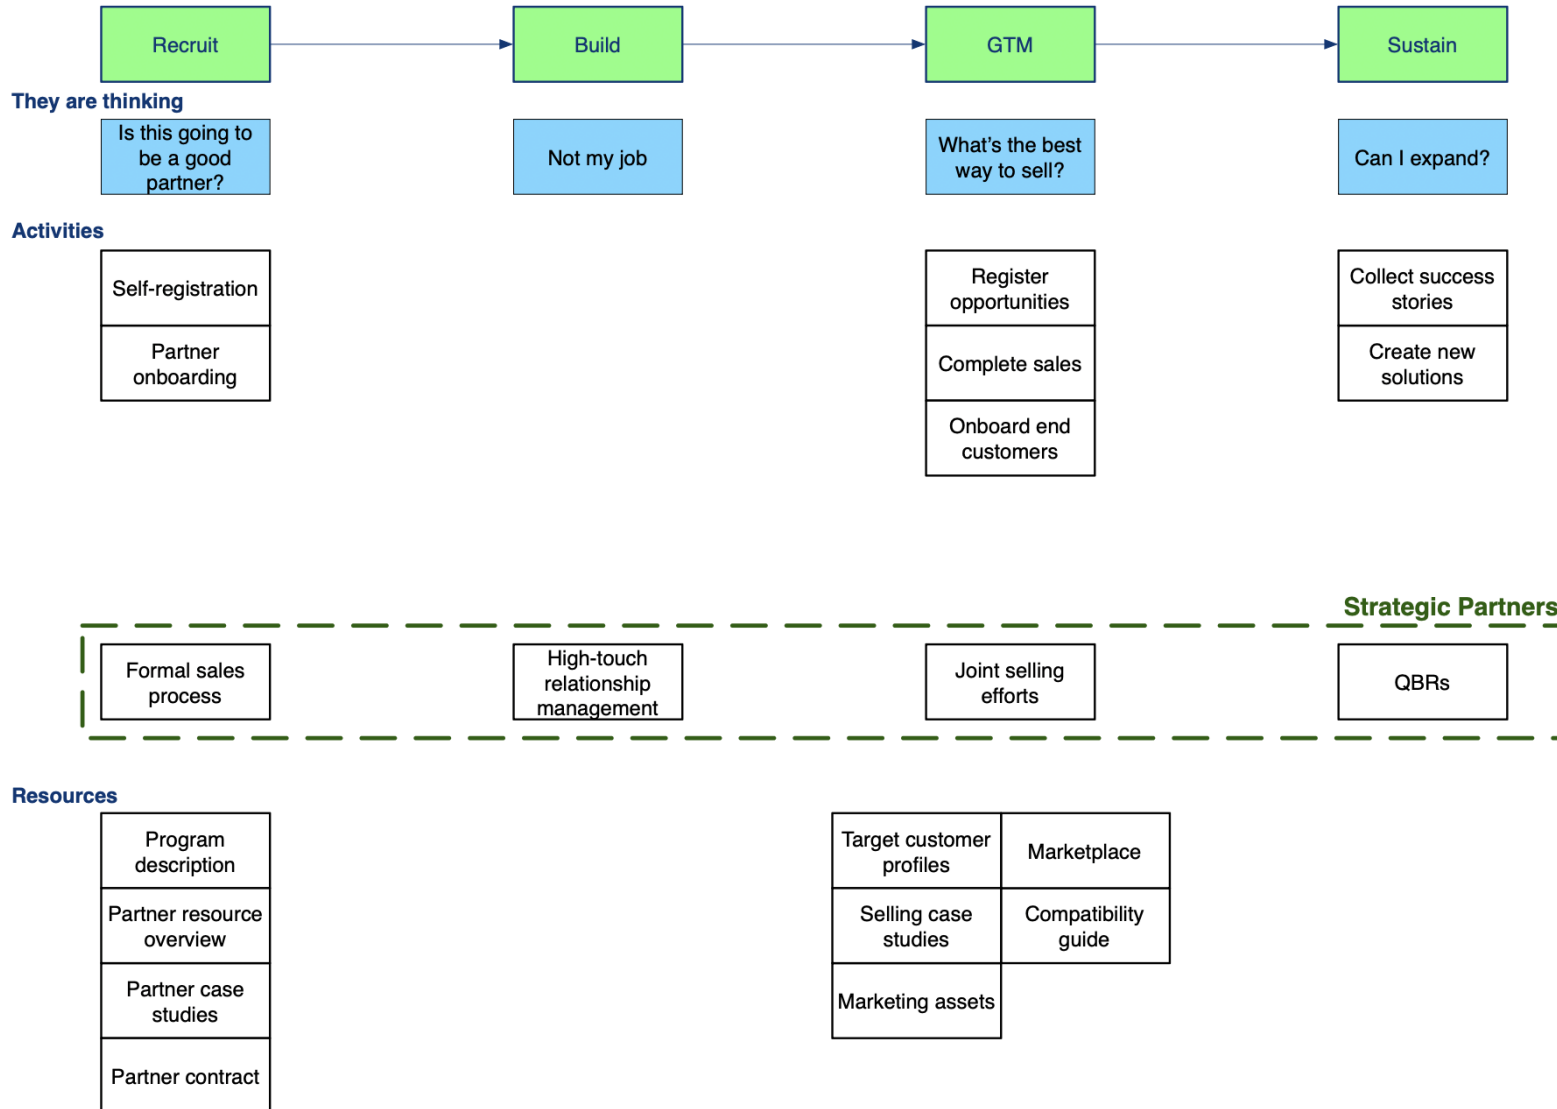 Recruit
Build
GTM
Sustain
They are thinking
Is this going to
be a good
partner?
Not my job
What's the best
way to sell?
Can I expand?
Activities
Self-registration
Partner
onboarding
Register
opportunities
Complete sales
Onboard end
customers
Collect success
stories
Create new
solutions
Strategic Partners
Formal sales
process
High-touch
relationship
management
Joint selling
efforts
QBRs
Resources
Program
description
Partner resource
overview
Partner case
studies
Partner contract
Target customer
profiles
Marketplace
Selling case
studies
Compatibility
guide
Marketing assets